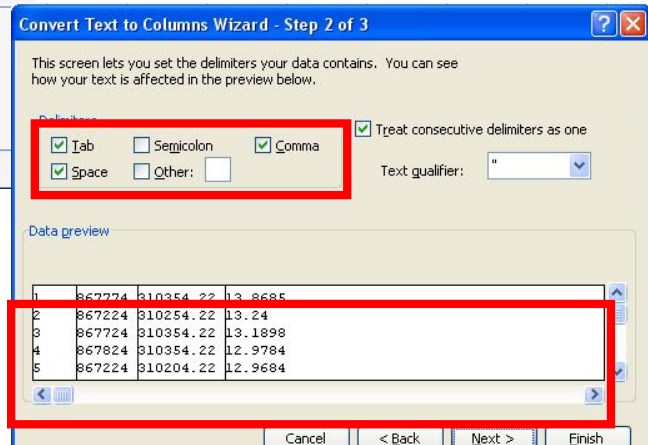 Convert Text to Columns Wizard - Step 2 of 3
This screen lets you set the delimiters your data contains. You can see
how your text is affected in the preview below.
Delimiters
Tab Semicolon Comma
Space Other:
Treat consecutive delimiters as one
Text qualifier: "
Data preview
1 867774 310354.22 13.8685
2 867224 310254.22 13.24
3 867724 310354.22 13.1898
4 867824 310354.22 12.9784
5 867224 310204.22 12.9684
Cancel < Back Next > Finish